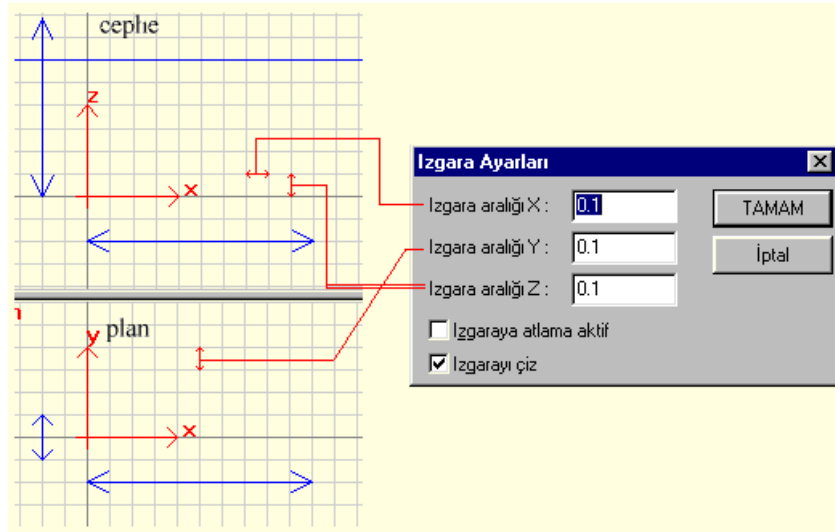 cephe
z
x
y plan
x
Izgara Ayarları
Izgara aralığı X : 0.1
Izgara aralığı Y : 0.1
Izgara aralığı Z : 0.1
Izgaraya atlama aktif
Izgarayı çiz
TAMAM
İptal